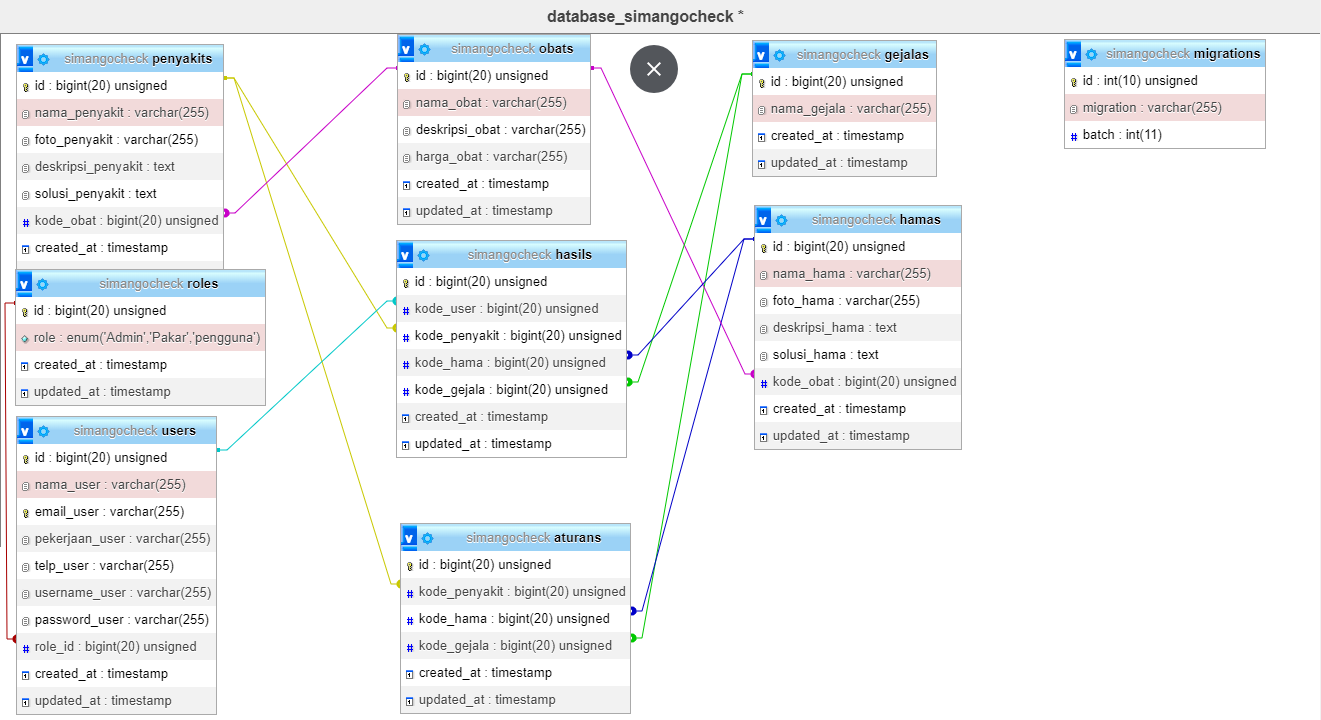 database_simangocheck *
simangocheck penyakits
id : bigint(20) unsigned
nama_penyakit : varchar(255)
foto_penyakit : varchar(255)
deskripsi_penyakit : text
solusi_penyakit : text
kode_obat : bigint(20) unsigned
created_at : timestamp
simangocheck roles
id : bigint(20) unsigned
role : enum('Admin','Pakar','pengguna')
created_at : timestamp
updated_at : timestamp
simangocheck users
id : bigint(20) unsigned
nama_user : varchar(255)
email_user : varchar(255)
pekerjaan_user : varchar(255)
telp_user : varchar(255)
username_user : varchar(255)
password_user : varchar(255)
role_id : bigint(20) unsigned
created_at : timestamp
updated_at : timestamp
simangocheck obats
id : bigint(20) unsigned
nama_obat : varchar(255)
deskripsi_obat : varchar(255)
harga_obat : varchar(255)
created_at : timestamp
updated_at : timestamp
simangocheck hasils
id : bigint(20) unsigned
kode_user : bigint(20) unsigned
kode_penyakit : bigint(20) unsigned
kode_hama : bigint(20) unsigned
kode_gejala : bigint(20) unsigned
created_at : timestamp
updated_at : timestamp
simangocheck aturans
id : bigint(20) unsigned
kode_penyakit : bigint(20) unsigned
kode_hama : bigint(20) unsigned
kode_gejala : bigint(20) unsigned
created_at : timestamp
updated_at : timestamp
simangocheck gejalas
id : bigint(20) unsigned
nama_gejala : varchar(255)
created_at : timestamp
updated_at : timestamp
simangocheck hamas
id : bigint(20) unsigned
nama_hama : varchar(255)
foto_hama : varchar(255)
deskripsi_hama : text
solusi_hama : text
kode_obat : bigint(20) unsigned
created_at : timestamp
updated_at : timestamp
simangocheck migrations
id : int(10) unsigned
migration : varchar(255)
batch : int(11)